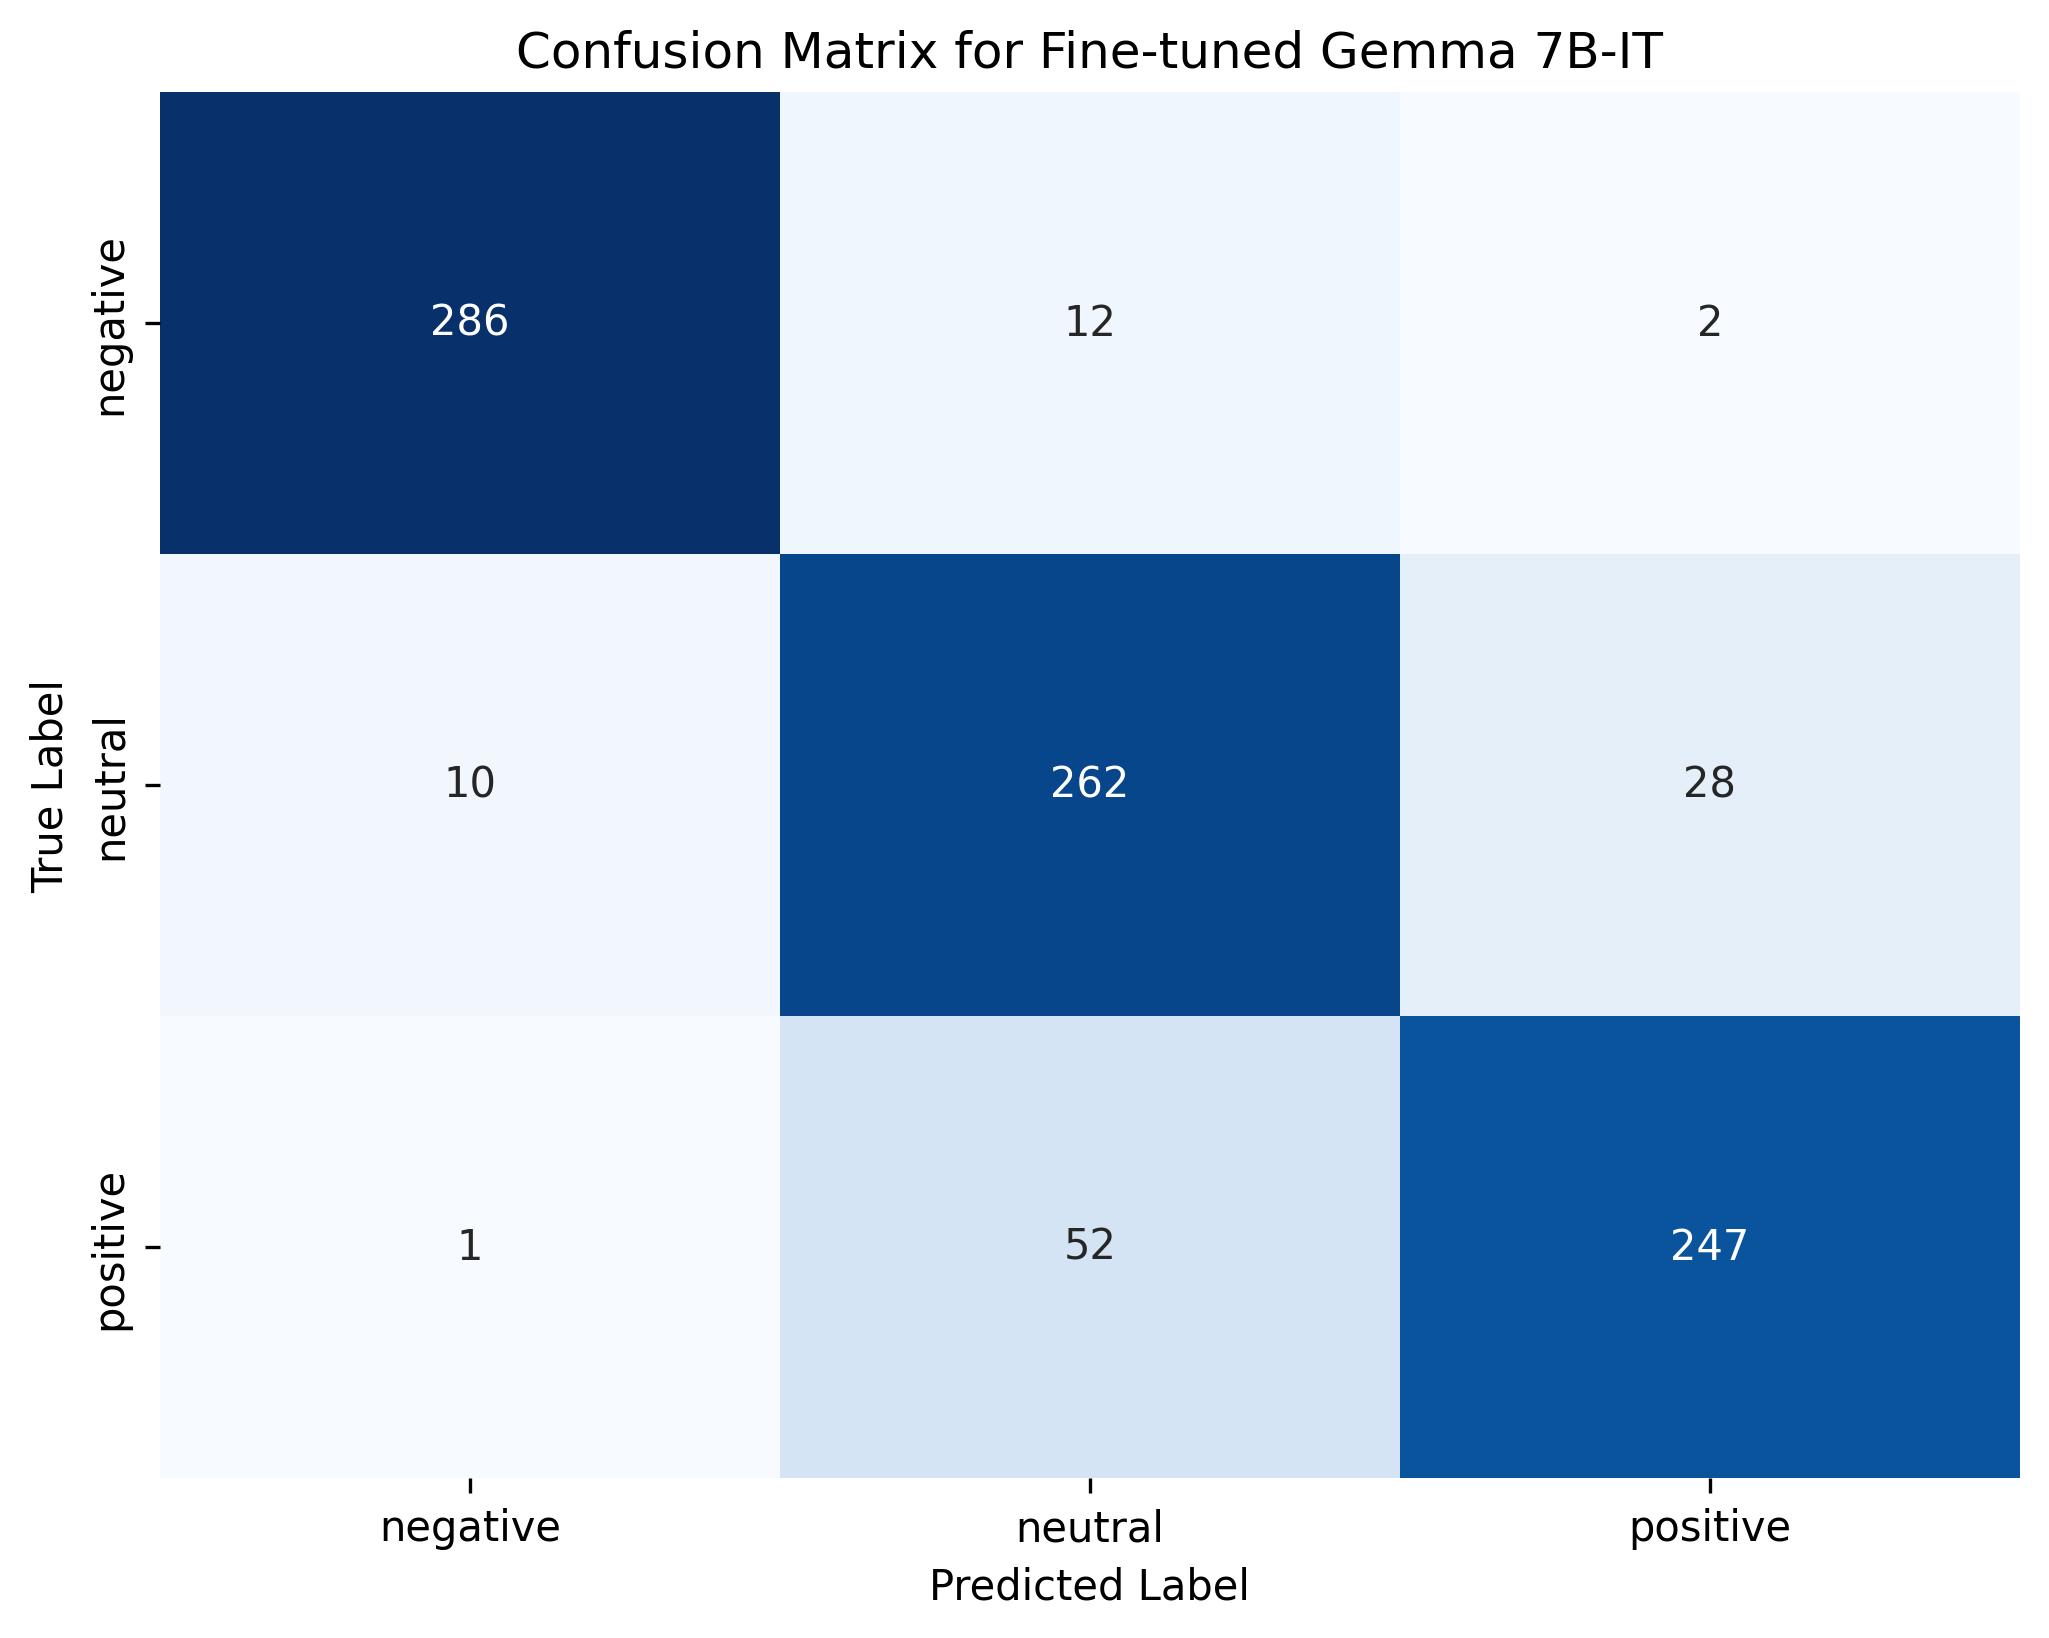 Confusion Matrix for Fine-tuned Gemma 7B-IT
True Label
negative
286
12
2
neutral
10
262
28
positive
1
52
247
negative
neutral
positive
Predicted Label